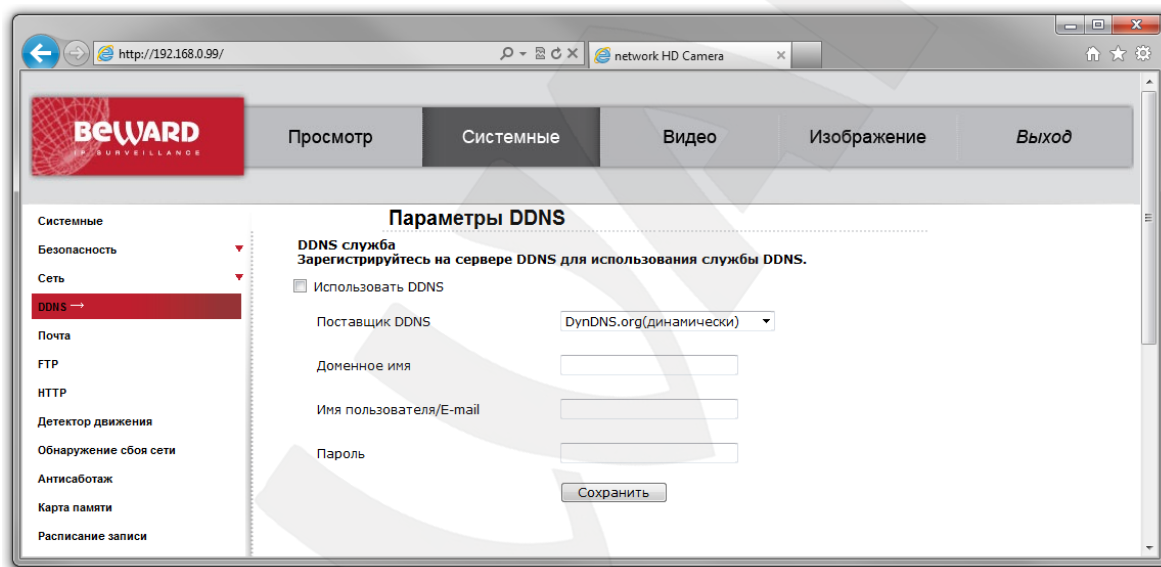 http://192.168.0.99/
network HD Camera
BEWARD
IP SURVEILLANCE
Просмотр
Системные
Видео
Изображение
Выход
Системные
Безопасность
Сеть
DDNS →
Почта
FTP
HTTP
Детектор движения
Обнаружение сбоя сети
Антисаботаж
Карта памяти
Расписание записи
Параметры DDNS
DDNS служба
Зарегистрируйтесь на сервере DDNS для использования службы DDNS.
Использовать DDNS
Поставщик DDNS
DynDNS.org(динамически)
Доменное имя
Имя пользователя/E-mail
Пароль
Сохранить